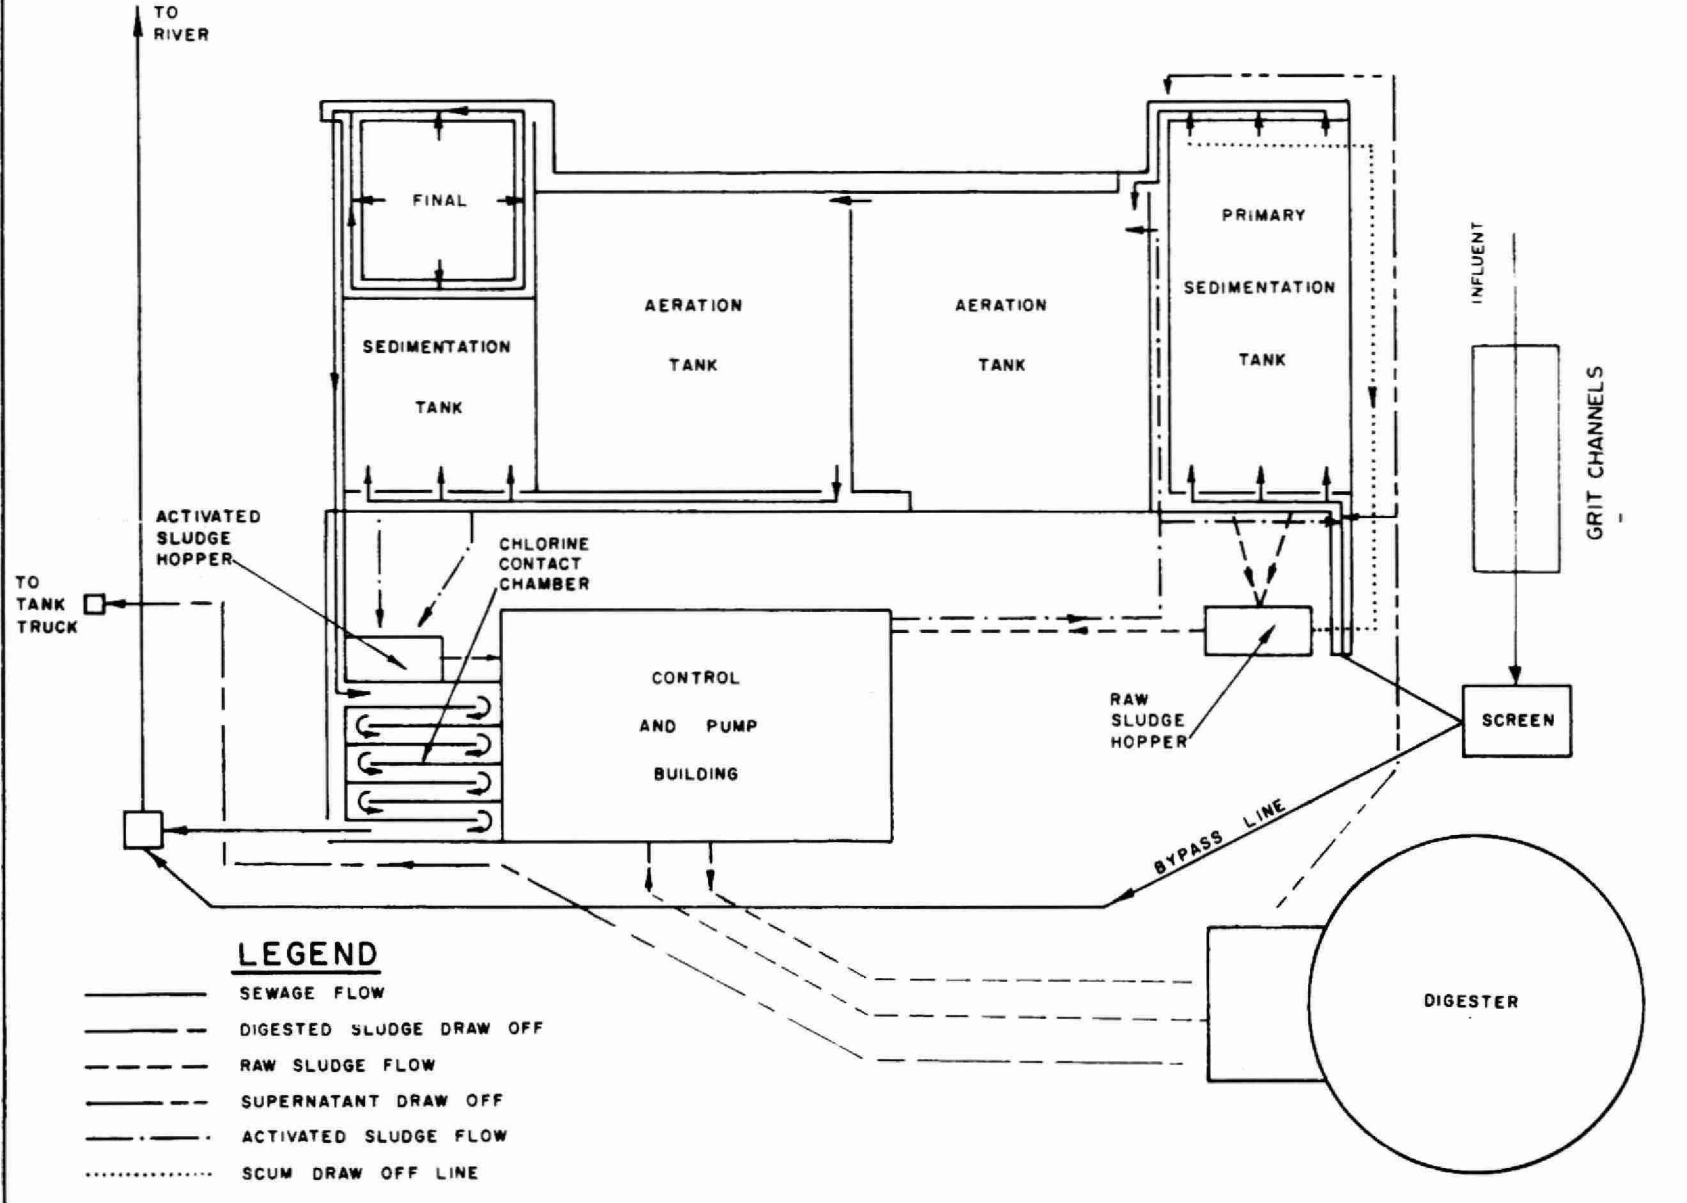 TO
RIVER
FINAL
SEDIMENTATION
TANK
AERATION
TANK
AERATION
TANK
PRIMARY
SEDIMENTATION
TANK
INFLUENT
GRIT CHANNELS
ACTIVATED
SLUDGE
HOPPER
CHLORINE
CONTACT
CHAMBER
TO
TANK
TRUCK
CONTROL
AND PUMP
BUILDING
RAW
SLUDGE
HOPPER
SCREEN
BYPASS LINE
DIGESTER
LEGEND
SEWAGE FLOW
DIGESTED SLUDGE DRAW OFF
RAW SLUDGE FLOW
SUPERNATANT DRAW OFF
ACTIVATED SLUDGE FLOW
SCUM DRAW OFF LINE